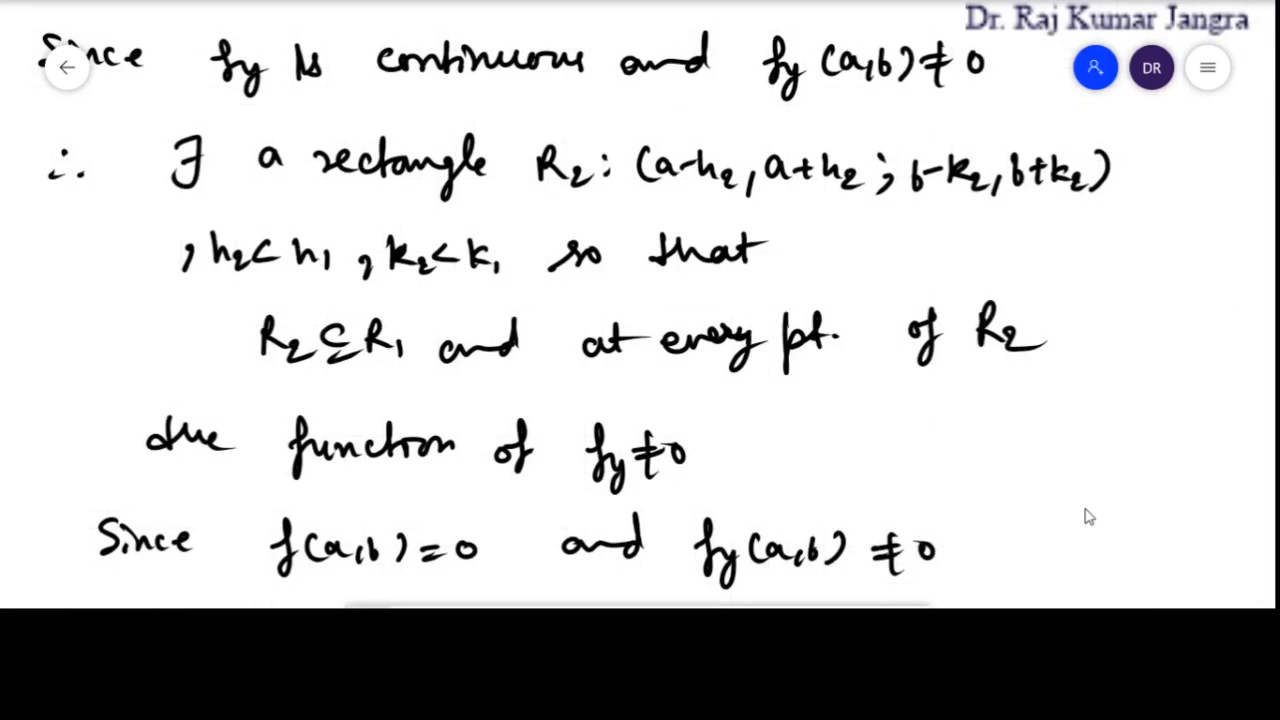 Dr. Raj Kumar Jangra
Since fy is continuous and fy (a,b) ≠ 0
DR
∴ ∃ a rectangle R₂: (a-h₂, a+h₂; b-k₂, b+k₂)
, h₂<h₁, k₂<k₁ so that
R₂⊆R₁ and at every pt. of R₂
the function of fy≠0
Since f(a,b)=0 and fy(a,b) ≠0